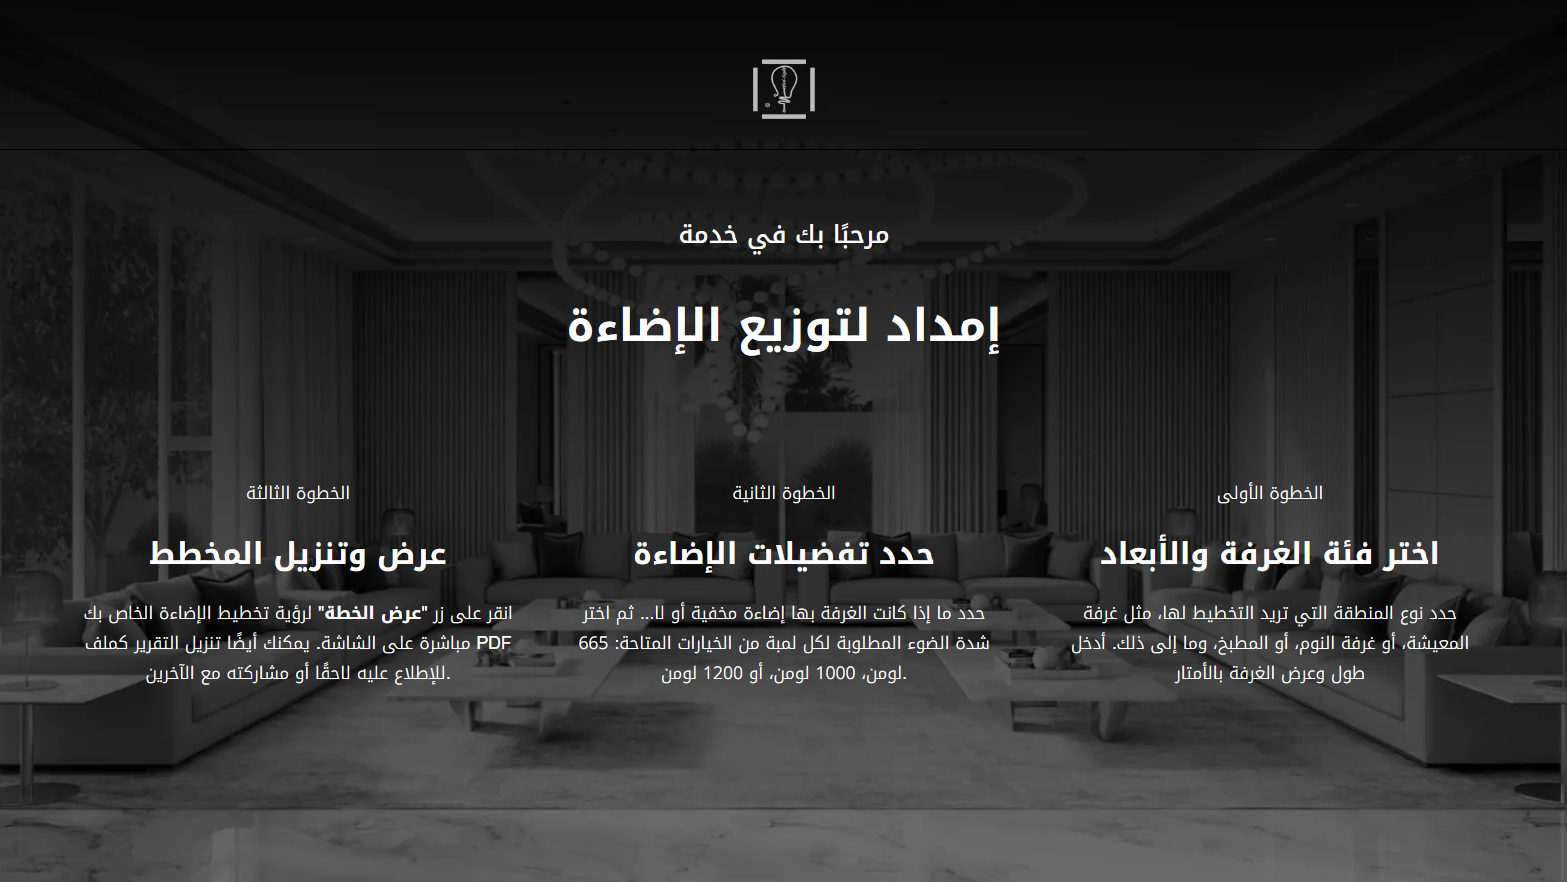 مرحبًا بك في خدمة
إمداد لتوزيع الإضاءة
الخطوة الأولى
اختر فئة الغرفة والأبعاد
حدد نوع المنطقة التي تريد التخطيط لها، مثل غرفة
المعيشة، أو غرفة النوم، أو المطبخ، وما إلى ذلك. أدخل
طول وعرض الغرفة بالأمتار
الخطوة الثانية
حدد تفضيلات الإضاءة
حدد ما إذا كانت الغرفة بها إضاءة مخفية أو لا... ثم اختر
شدة الضوء المطلوبة لكل لمبة من الخيارات المتاحة: 665
لومن، 1000 لومن، أو 1200 لومن.
الخطوة الثالثة
عرض وتنزيل المخطط
انقر على زر "عرض الخطة" لرؤية تخطيط الإضاءة الخاص بك
مباشرة على الشاشة. يمكنك أيضًا تنزيل التقرير كملف PDF
للإطلاع عليه لاحقًا أو مشاركته مع الآخرين.